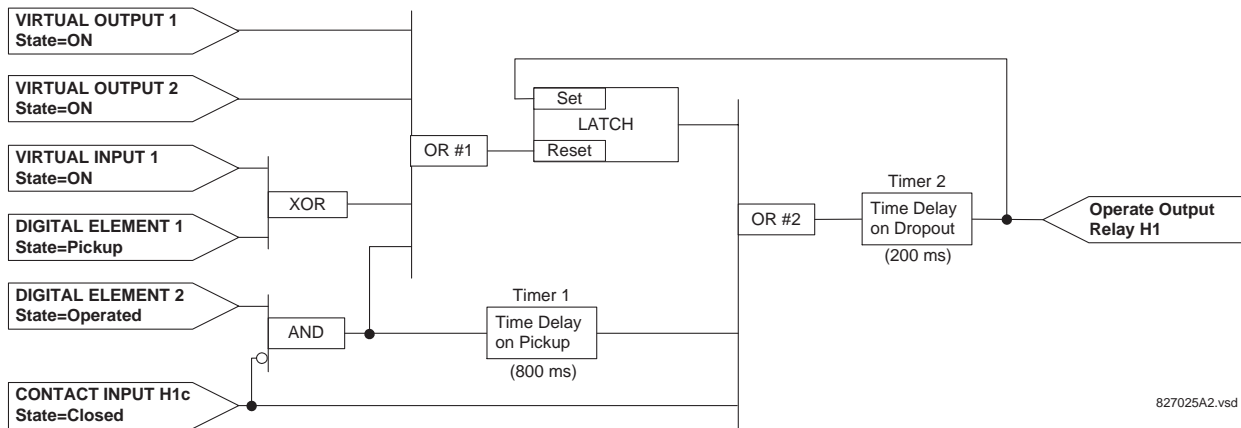 VIRTUAL OUTPUT 1
State=ON
VIRTUAL OUTPUT 2
State=ON
VIRTUAL INPUT 1
State=ON
DIGITAL ELEMENT 1
State=Pickup
DIGITAL ELEMENT 2
State=Operated
CONTACT INPUT H1c
State=Closed
XOR
AND
OR #1
Set
LATCH
Reset
Timer 1
Time Delay
on Pickup
(800 ms)
OR #2
Timer 2
Time Delay
on Dropout
(200 ms)
Operate Output
Relay H1
827025A2.vsd